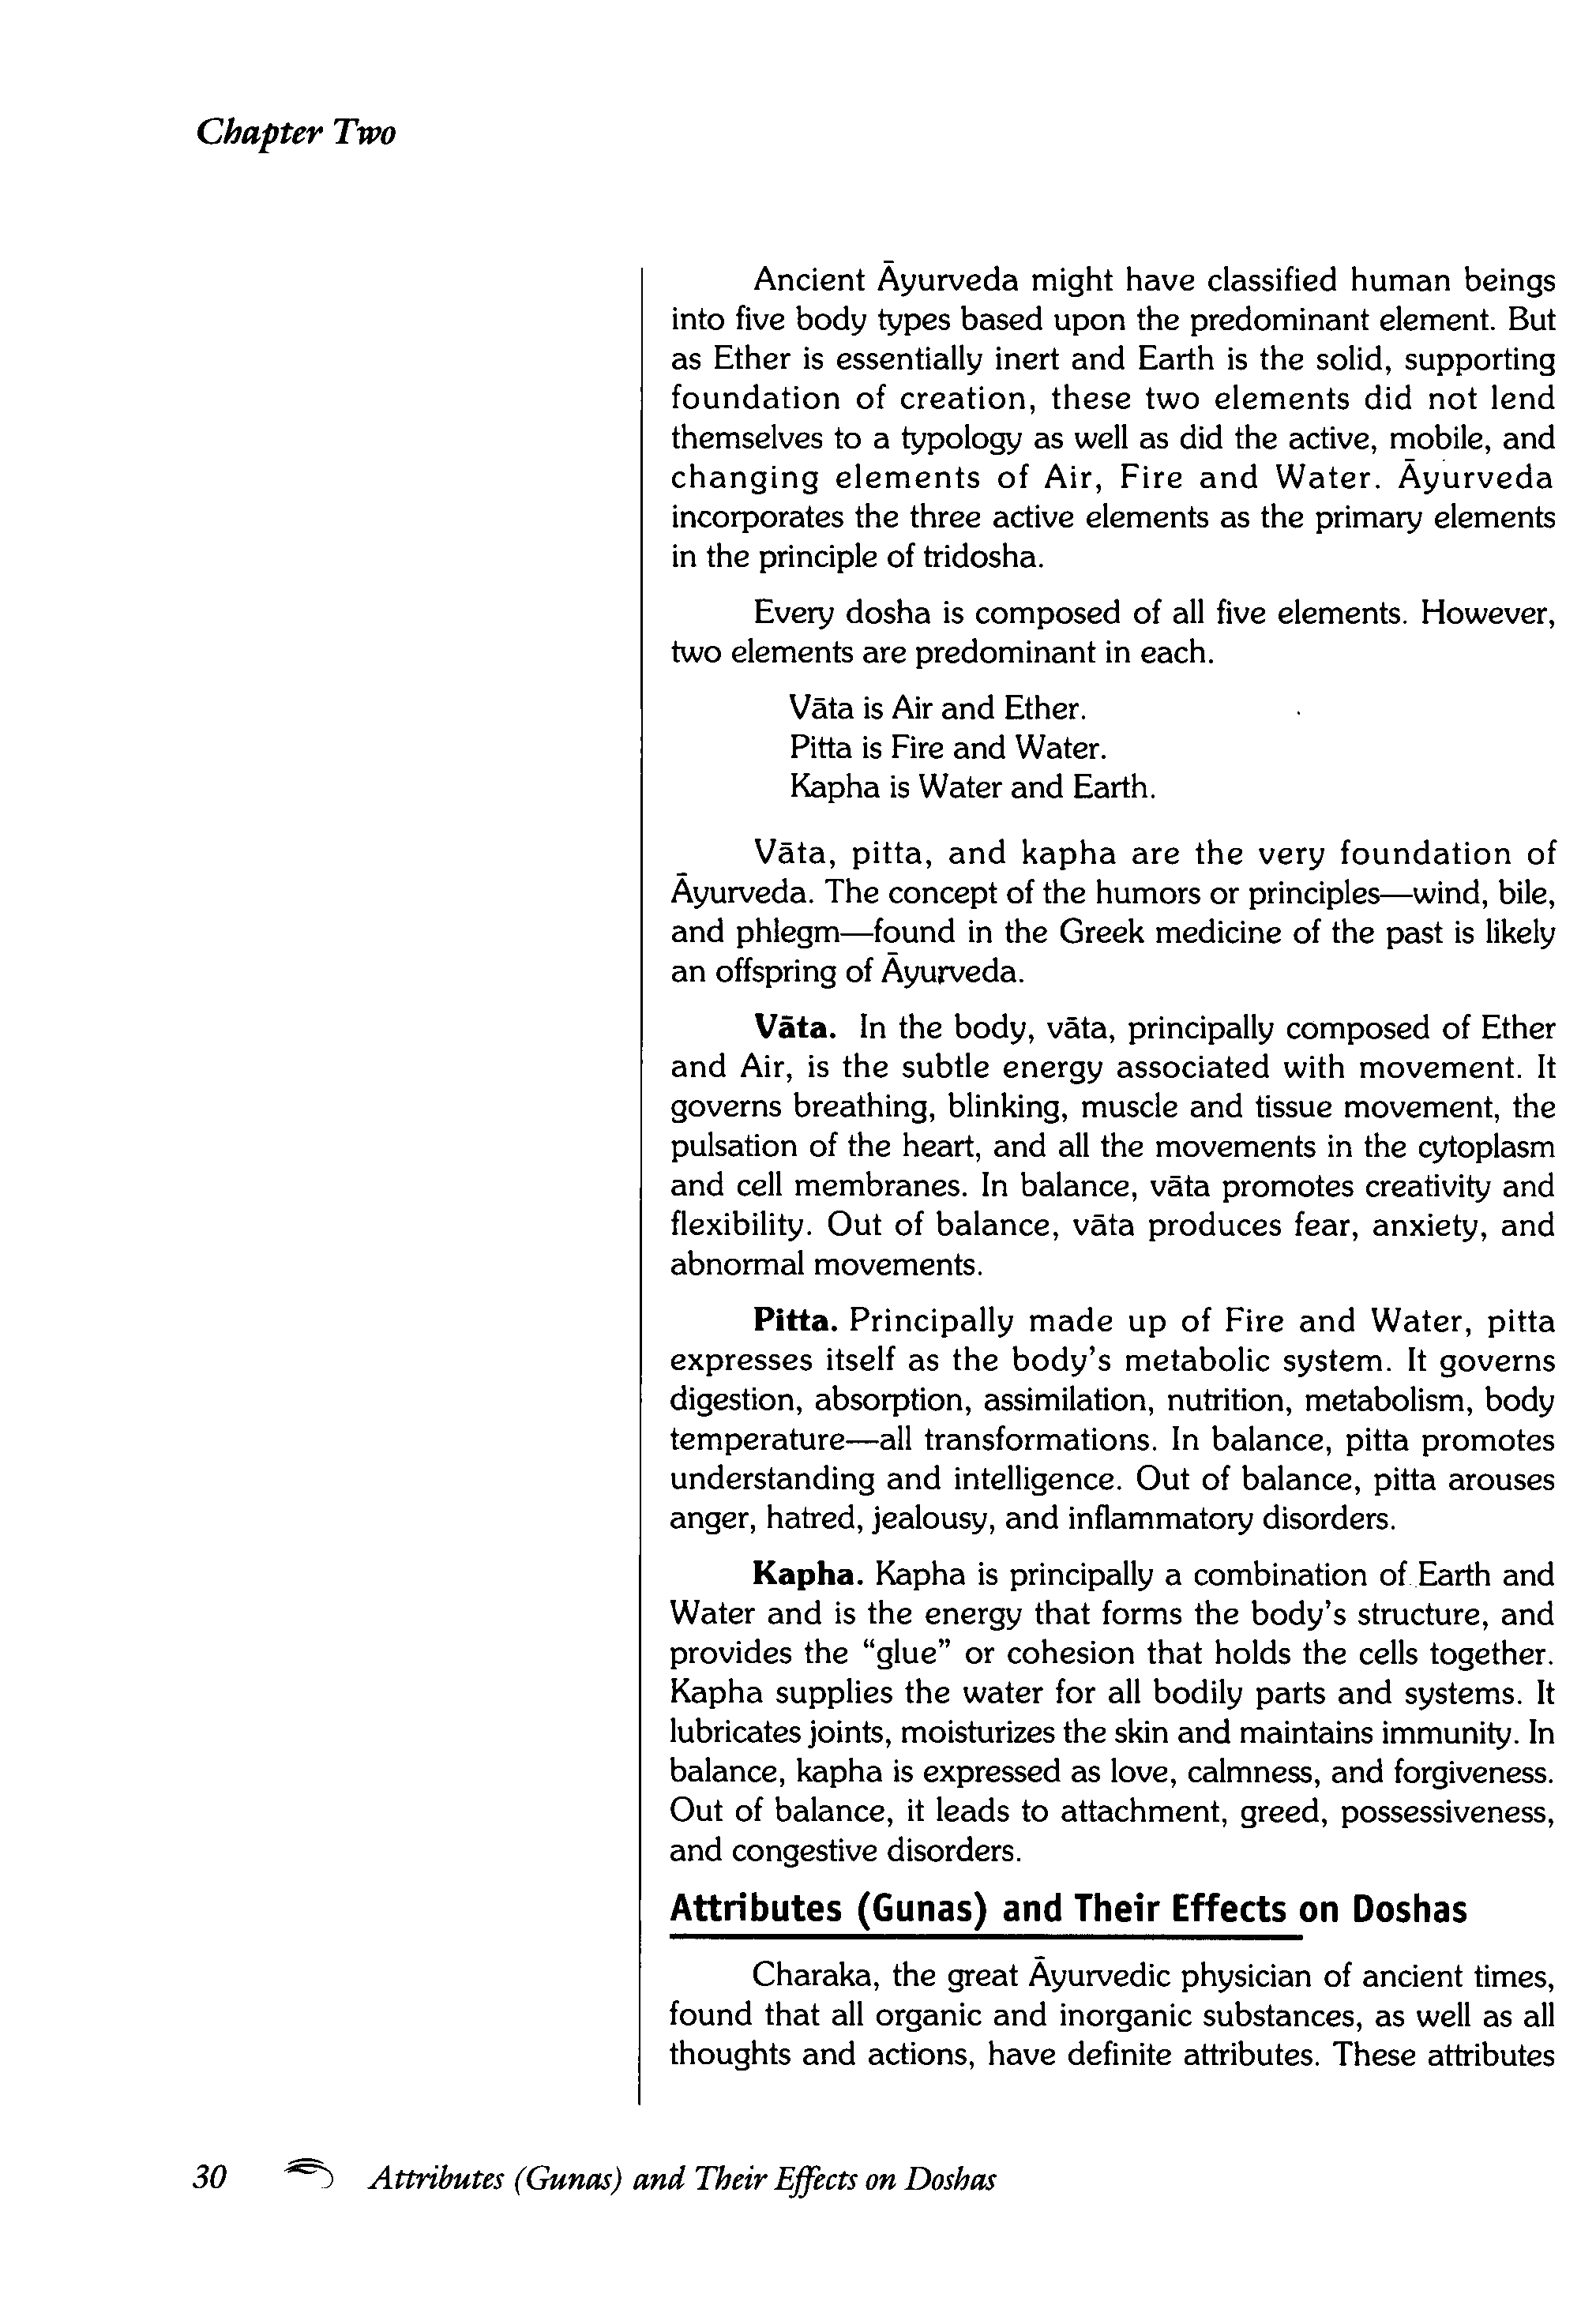 Chapter Two
Ancient Āyurveda might have classified human beings
into five body types based upon the predominant element. But
as Ether is essentially inert and Earth is the solid, supporting
foundation of creation, these two elements did not lend
themselves to a typology as well as did the active, mobile, and
changing elements of Air, Fire and Water. Āyurveda
incorporates the three active elements as the primary elements
in the principle of tridosha.
Every dosha is composed of all five elements. However,
two elements are predominant in each.
Vāta is Air and Ether.
Pitta is Fire and Water.
Kapha is Water and Earth.
Vāta, pitta, and kapha are the very foundation of
Āyurveda. The concept of the humors or principles—wind, bile,
and phlegm—found in the Greek medicine of the past is likely
an offspring of Āyurveda.
Vāta. In the body, vāta, principally composed of Ether
and Air, is the subtle energy associated with movement. It
governs breathing, blinking, muscle and tissue movement, the
pulsation of the heart, and all the movements in the cytoplasm
and cell membranes. In balance, vāta promotes creativity and
flexibility. Out of balance, vāta produces fear, anxiety, and
abnormal movements.
Pitta. Principally made up of Fire and Water, pitta
expresses itself as the body's metabolic system. It governs
digestion, absorption, assimilation, nutrition, metabolism, body
temperature—all transformations. In balance, pitta promotes
understanding and intelligence. Out of balance, pitta arouses
anger, hatred, jealousy, and inflammatory disorders.
Kapha. Kapha is principally a combination of Earth and
Water and is the energy that forms the body's structure, and
provides the “glue” or cohesion that holds the cells together.
Kapha supplies the water for all bodily parts and systems. It
lubricates joints, moisturizes the skin and maintains immunity. In
balance, kapha is expressed as love, calmness, and forgiveness.
Out of balance, it leads to attachment, greed, possessiveness,
and congestive disorders.
Attributes (Gunas) and Their Effects on Doshas
Charaka, the great Āyurvedic physician of ancient times,
found that all organic and inorganic substances, as well as all
thoughts and actions, have definite attributes. These attributes
30 Attributes (Gunas) and Their Effects on Doshas